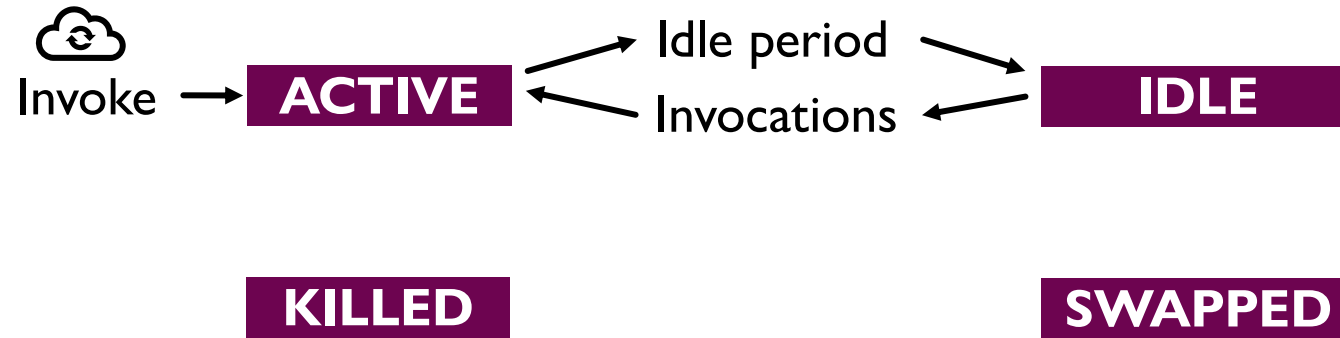 Idle period
Invoke
ACTIVE
IDLE
Invocations
KILLED
SWAPPED